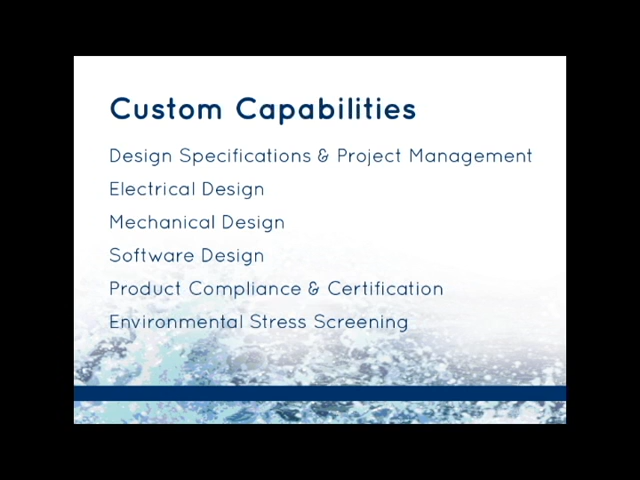 Custom Capabilities
Design Specifications & Project Management
Electrical Design
Mechanical Design
Software Design
Product Compliance & Certification
Environmental Stress Screening